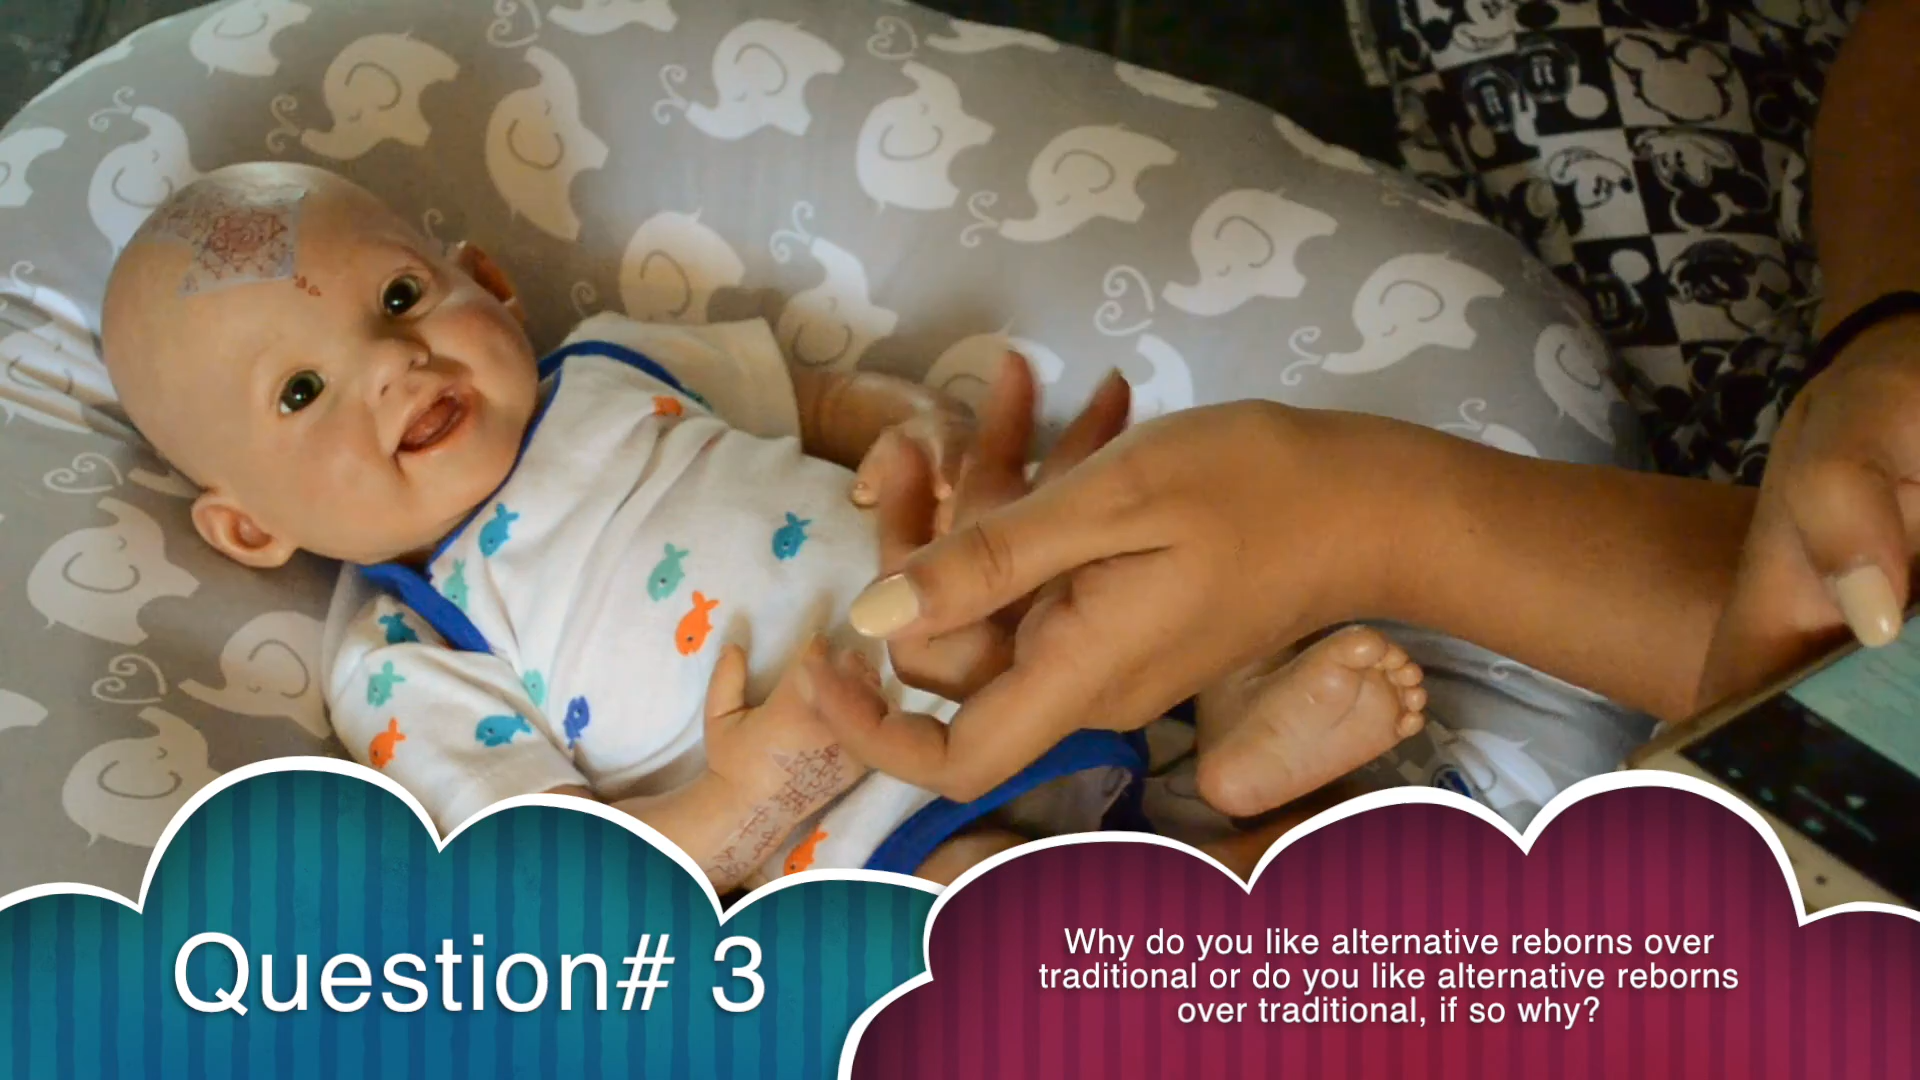 Question# 3
Why do you like alternative reborns over
traditional or do you like alternative reborns
over traditional, if so why?